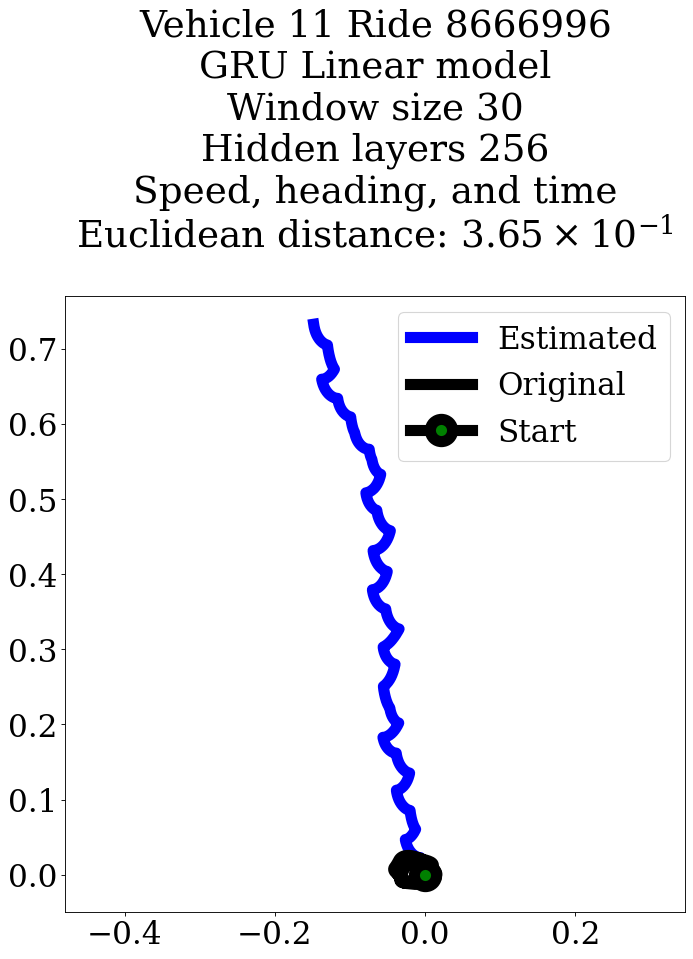 Vehicle 11 Ride 8666996
GRU Linear model
Window size 30
Hidden layers 256
Speed, heading, and time
Euclidean distance: 3.65 × 10⁻¹
Estimated
Original
Start
0.7
0.6
0.5
0.4
0.3
0.2
0.1
0.0
−0.4 −0.2 0.0 0.2